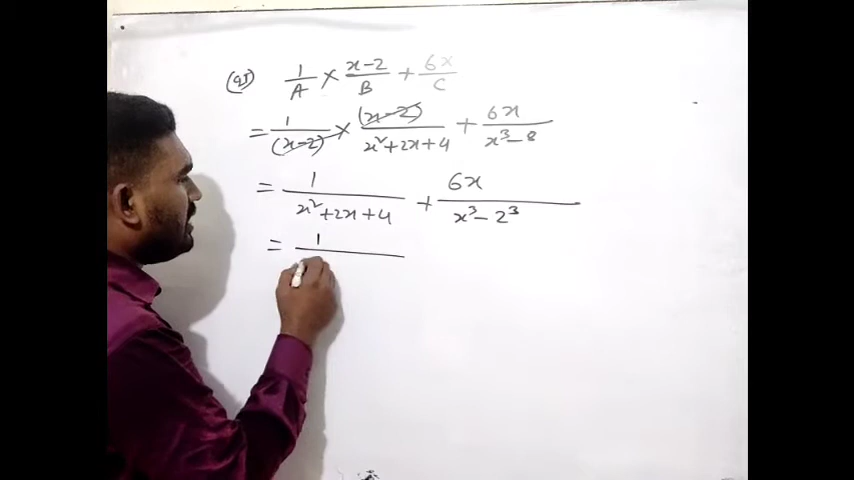 (গ) 1/A × x-2/B + 6x/C
= 1/(x-2) × (x-2)/x²+2x+4 + 6x/x³-8
= 1/x²+2x+4 + 6x/x³-2³
= 1/